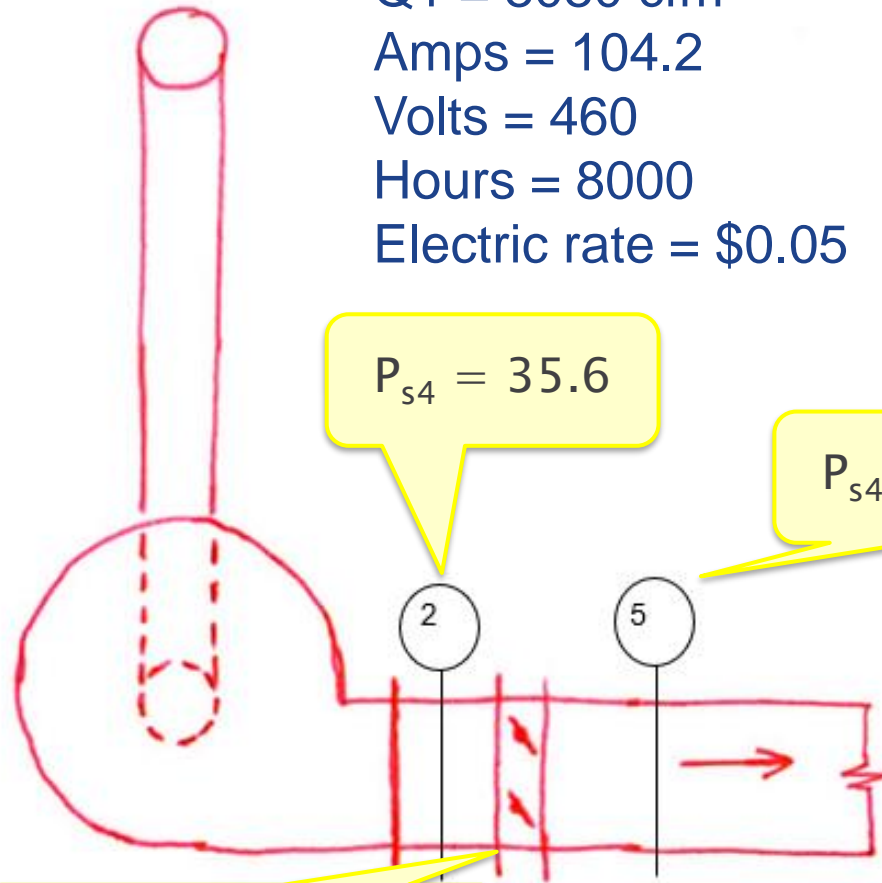 Amps = 104.2
Volts = 460
Hours = 8000
Electric rate = $0.05
Ps4 = 35.6
Ps4
2
5